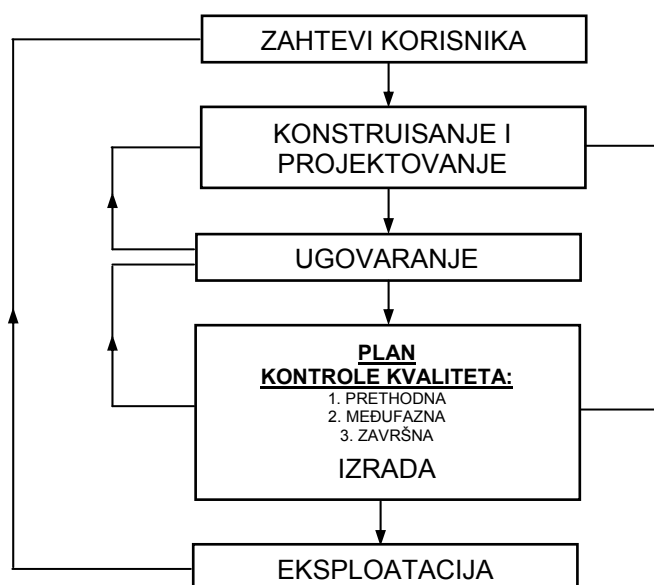 ZAHTEVI KORISNIKA
KONSTRUISANJE I
PROJEKTOVANJE
UGOVARANJE
PLAN
KONTROLE KVALITETA:
1. PRETHODNA
2. MEĐUFAZNA
3. ZAVRŠNA
IZRADA
EKSPLOATACIJA